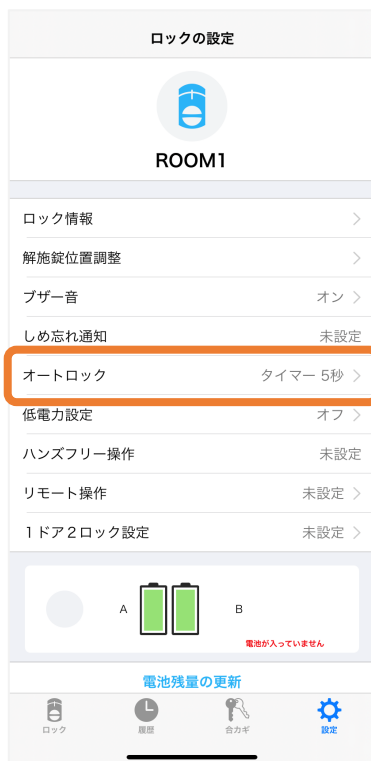 ロックの設定
ROOM1
ロック情報
解施錠位置調整
ブザー音 オン
しめ忘れ通知 未設定
オートロック タイマー 5秒
低電力設定 オフ
ハンズフリー操作 未設定
リモート操作 未設定
1ドア2ロック設定 未設定
A B
電池が入っていません
電池残量の更新
ロック 履歴 合カギ 設定